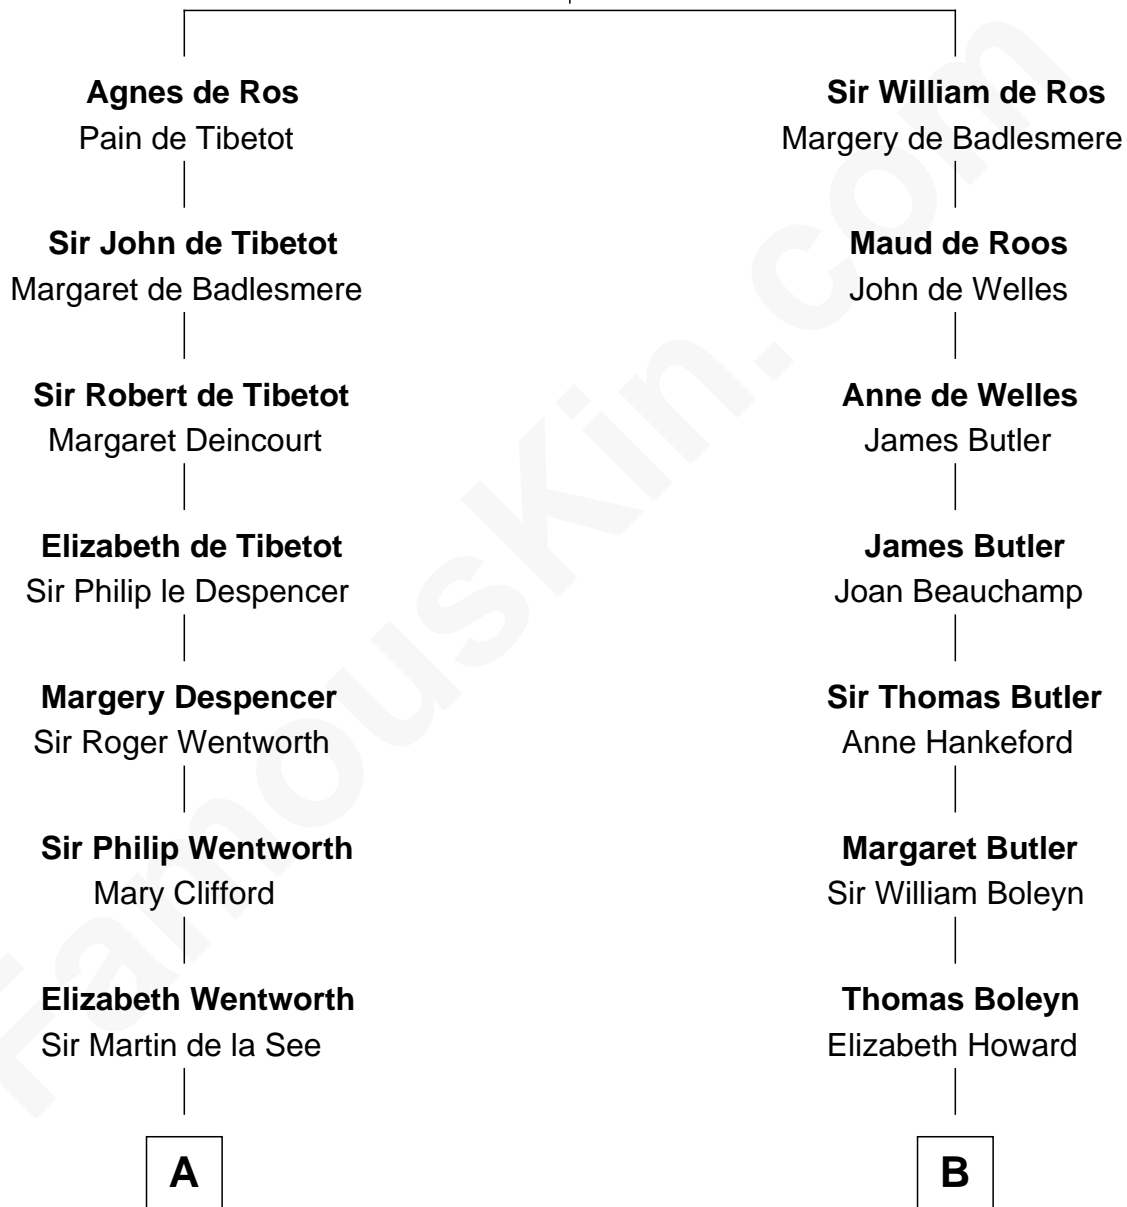 Agnes de Ros
Pain de Tibetot
Sir John de Tibetot
Margaret de Badlesmere
Sir Robert de Tibetot
Margaret Deincourt
Elizabeth de Tibetot
Sir Philip le Despencer
Margery Despencer
Sir Roger Wentworth
Sir Philip Wentworth
Mary Clifford
Elizabeth Wentworth
Sir Martin de la See
A
Sir William de Ros
Margery de Badlesmere
Maud de Roos
John de Welles
Anne de Welles
James Butler
James Butler
Joan Beauchamp
Sir Thomas Butler
Anne Hankeford
Margaret Butler
Sir William Boleyn
Thomas Boleyn
Elizabeth Howard
B
FamousKin.com